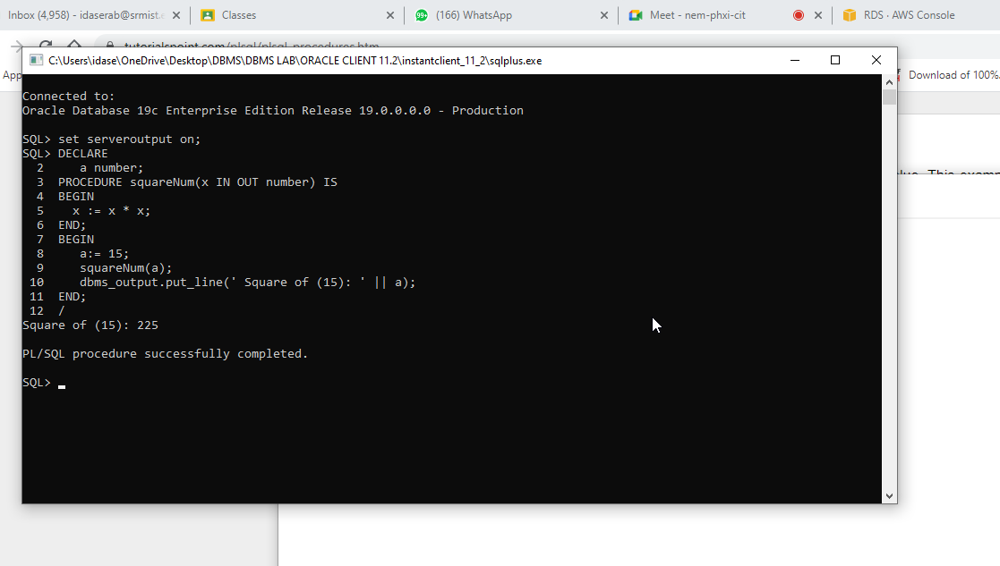 Inbox (4,958) - idaserab@srmist.e
Classes
99+ (166) WhatsApp
Meet - nem-phxi-cit
RDS · AWS Console
tutorialspoint.com/plsql/plsql_procedures.htm
App
Download of 100%
C:\Users\idase\OneDrive\Desktop\DBMS\DBMS LAB\ORACLE CLIENT 11.2\instantclient_11_2\sqlplus.exe
Connected to:
Oracle Database 19c Enterprise Edition Release 19.0.0.0.0 - Production
SQL> set serveroutput on;
SQL> DECLARE
2 a number;
3 PROCEDURE squareNum(x IN OUT number) IS
4 BEGIN
5 x := x * x;
6 END;
7 BEGIN
8 a:= 15;
9 squareNum(a);
10 dbms_output.put_line(' Square of (15): ' || a);
11 END;
12 /
Square of (15): 225
PL/SQL procedure successfully completed.
SQL>
This